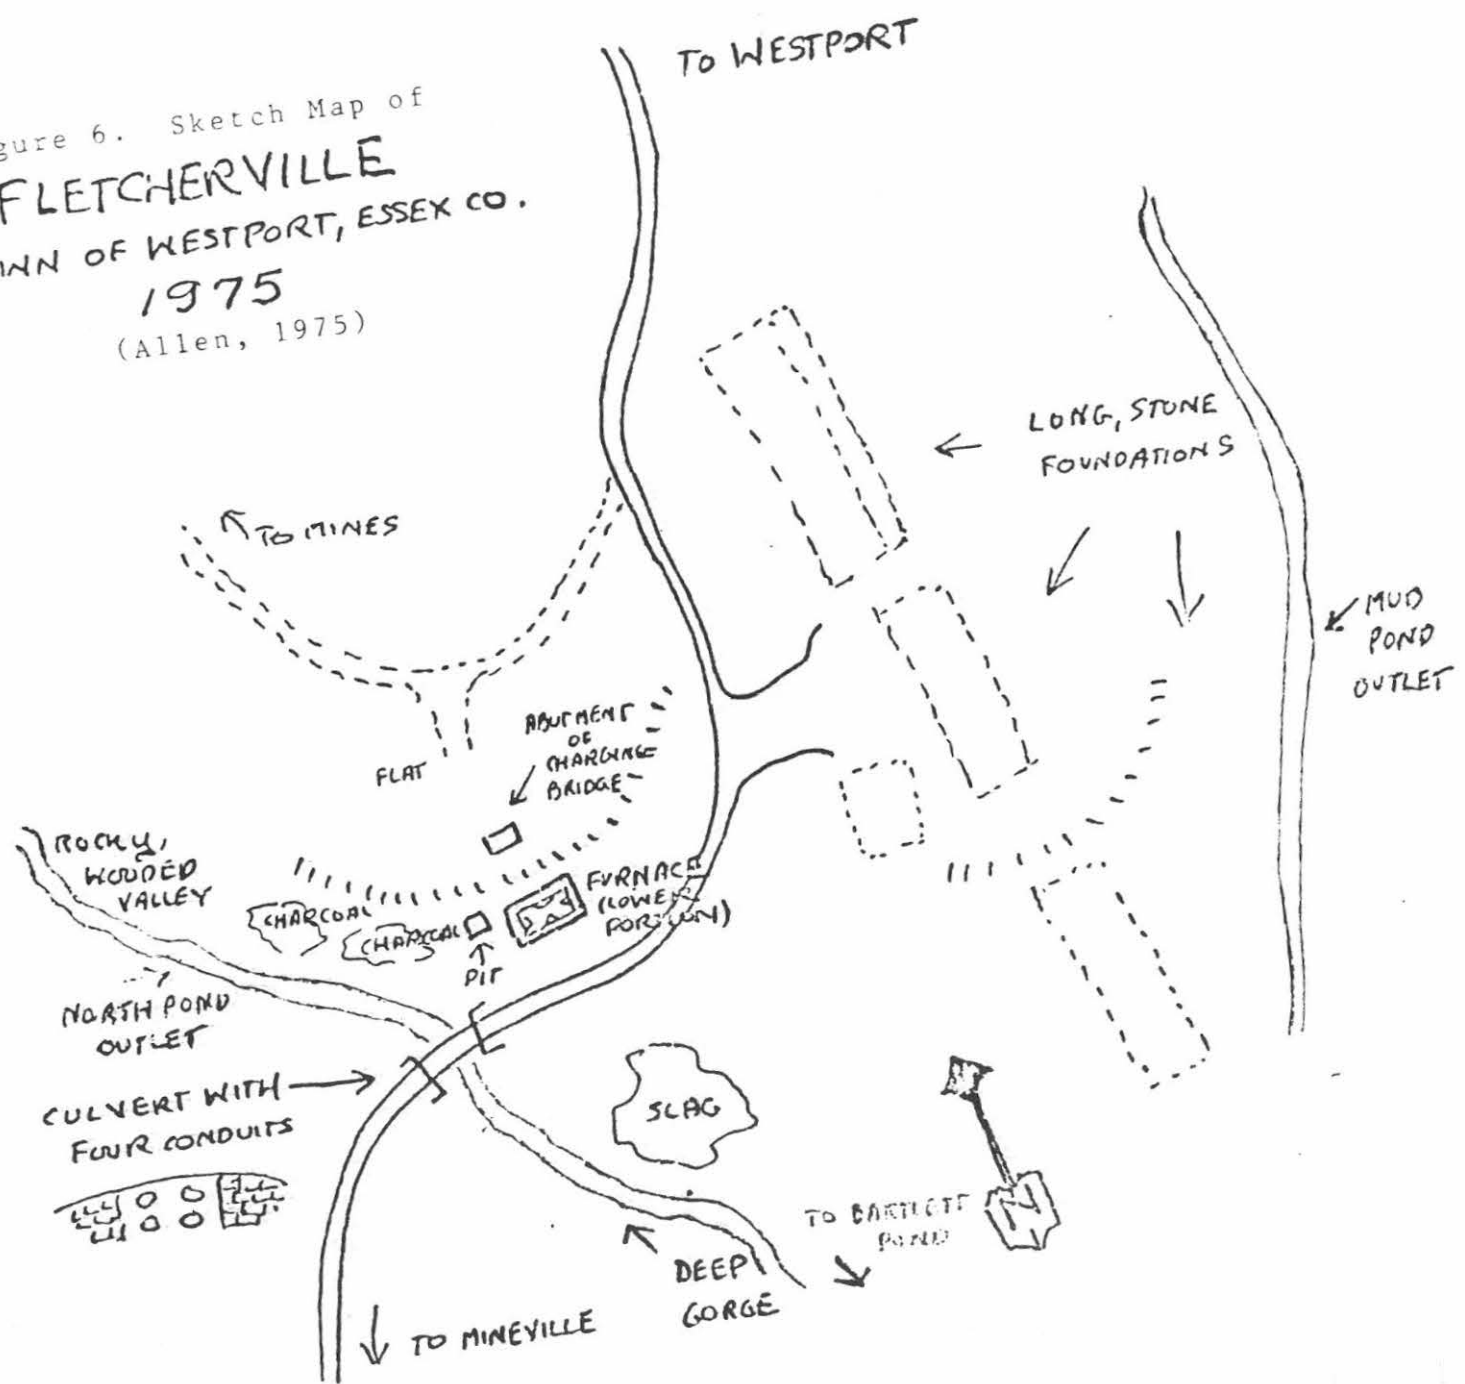 gure 6. Sketch Map of
FLETCHERVILLE
WN OF WESTPORT, ESSEX CO.
1975
(Allen, 1975)
TO WESTPORT
LONG, STONE
FOUNDATIONS
TO MINES
MUD
POND
OUTLET
ABUTMENT
OF
CHARGING
BRIDGE
FLAT
ROCKY,
WOODED
VALLEY
CHARCOAL
CHARCOAL
FURNACE
(LOWER
PORTION)
PIT
NORTH POND
OUTLET
CULVERT WITH
FOUR CONDUITS
SLAG
TO BARTLETT
POND
N
DEEP
GORGE
TO MINEVILLE